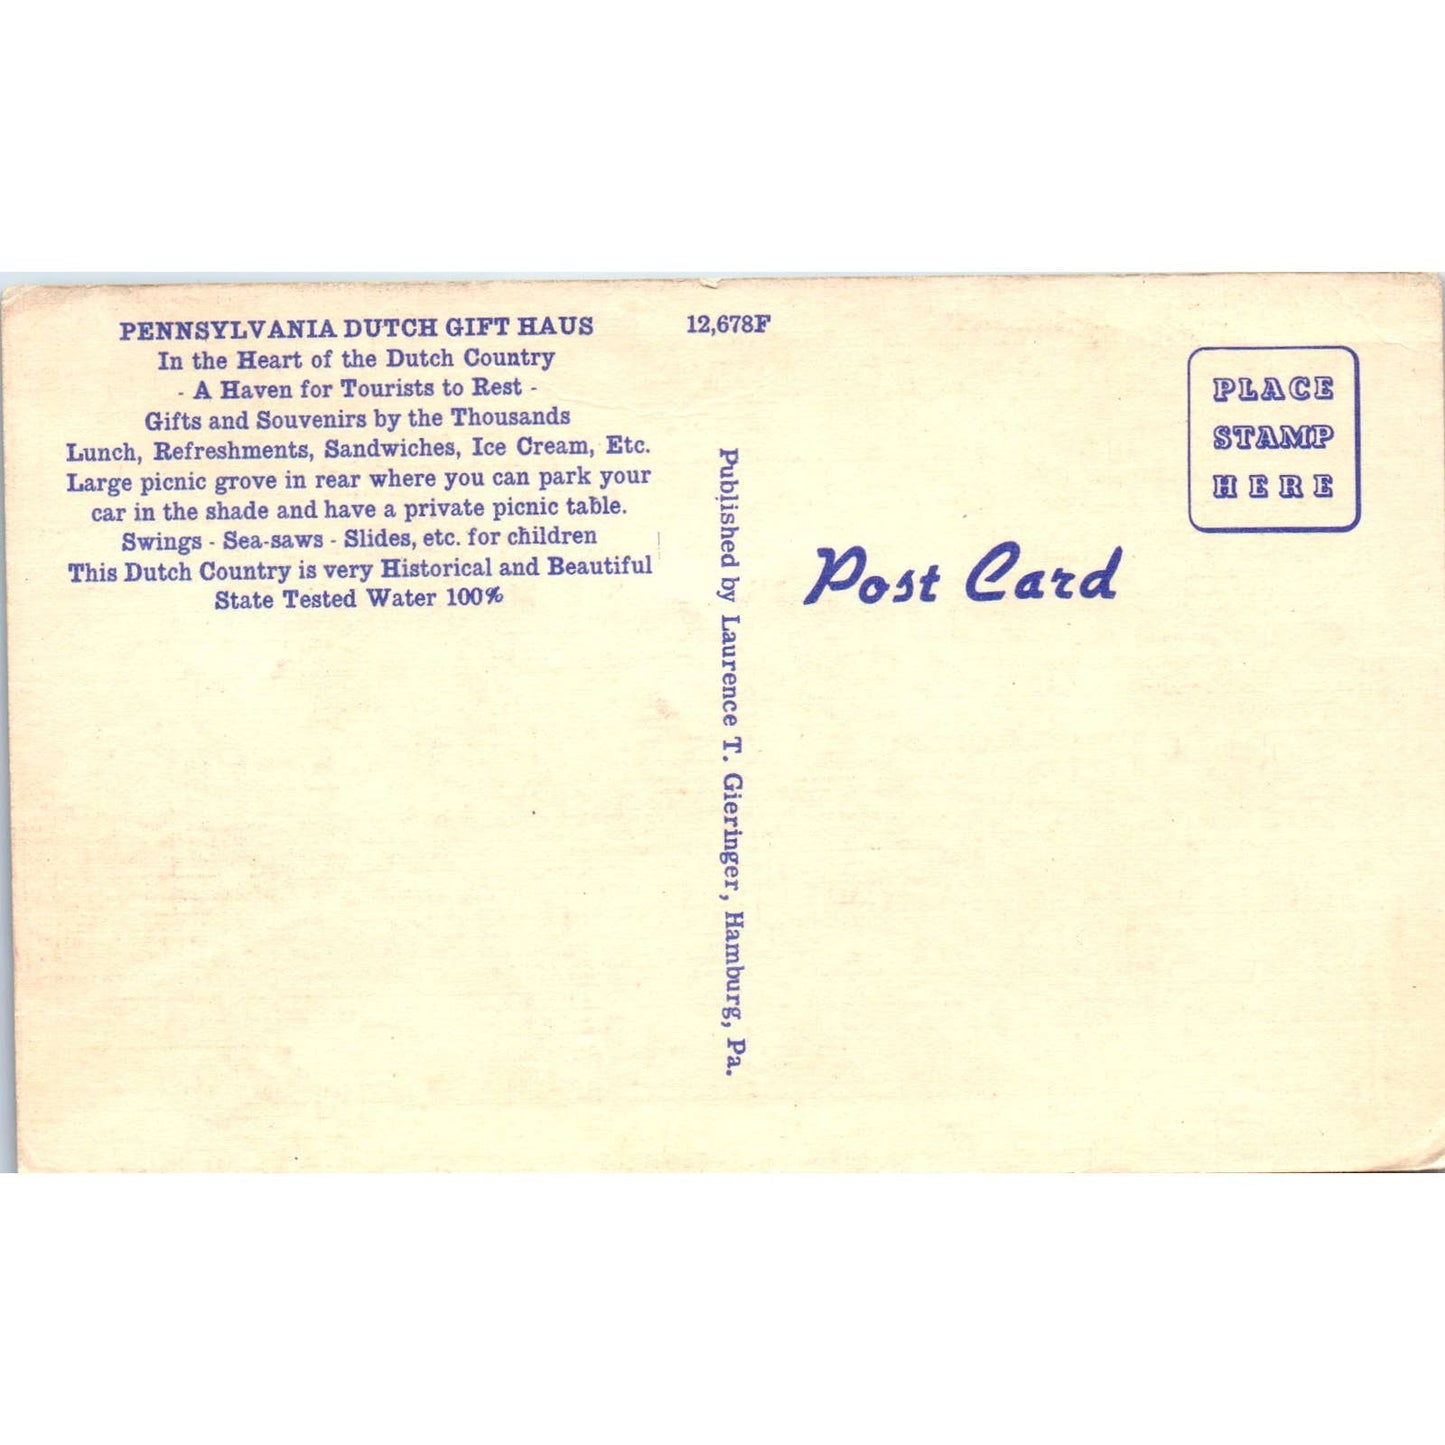 PENNSYLVANIA DUTCH GIFT HAUS
In the Heart of the Dutch Country
- A Haven for Tourists to Rest -
Gifts and Souvenirs by the Thousands
Lunch, Refreshments, Sandwiches, Ice Cream, Etc.
Large picnic grove in rear where you can park your
car in the shade and have a private picnic table.
Swings - Sea-saws - Slides, etc. for children
This Dutch Country is very Historical and Beautiful
State Tested Water 100%
12,678F
Published by Laurence T. Gieringer, Hamburg, Pa.
PLACE
STAMP
HERE
Post Card